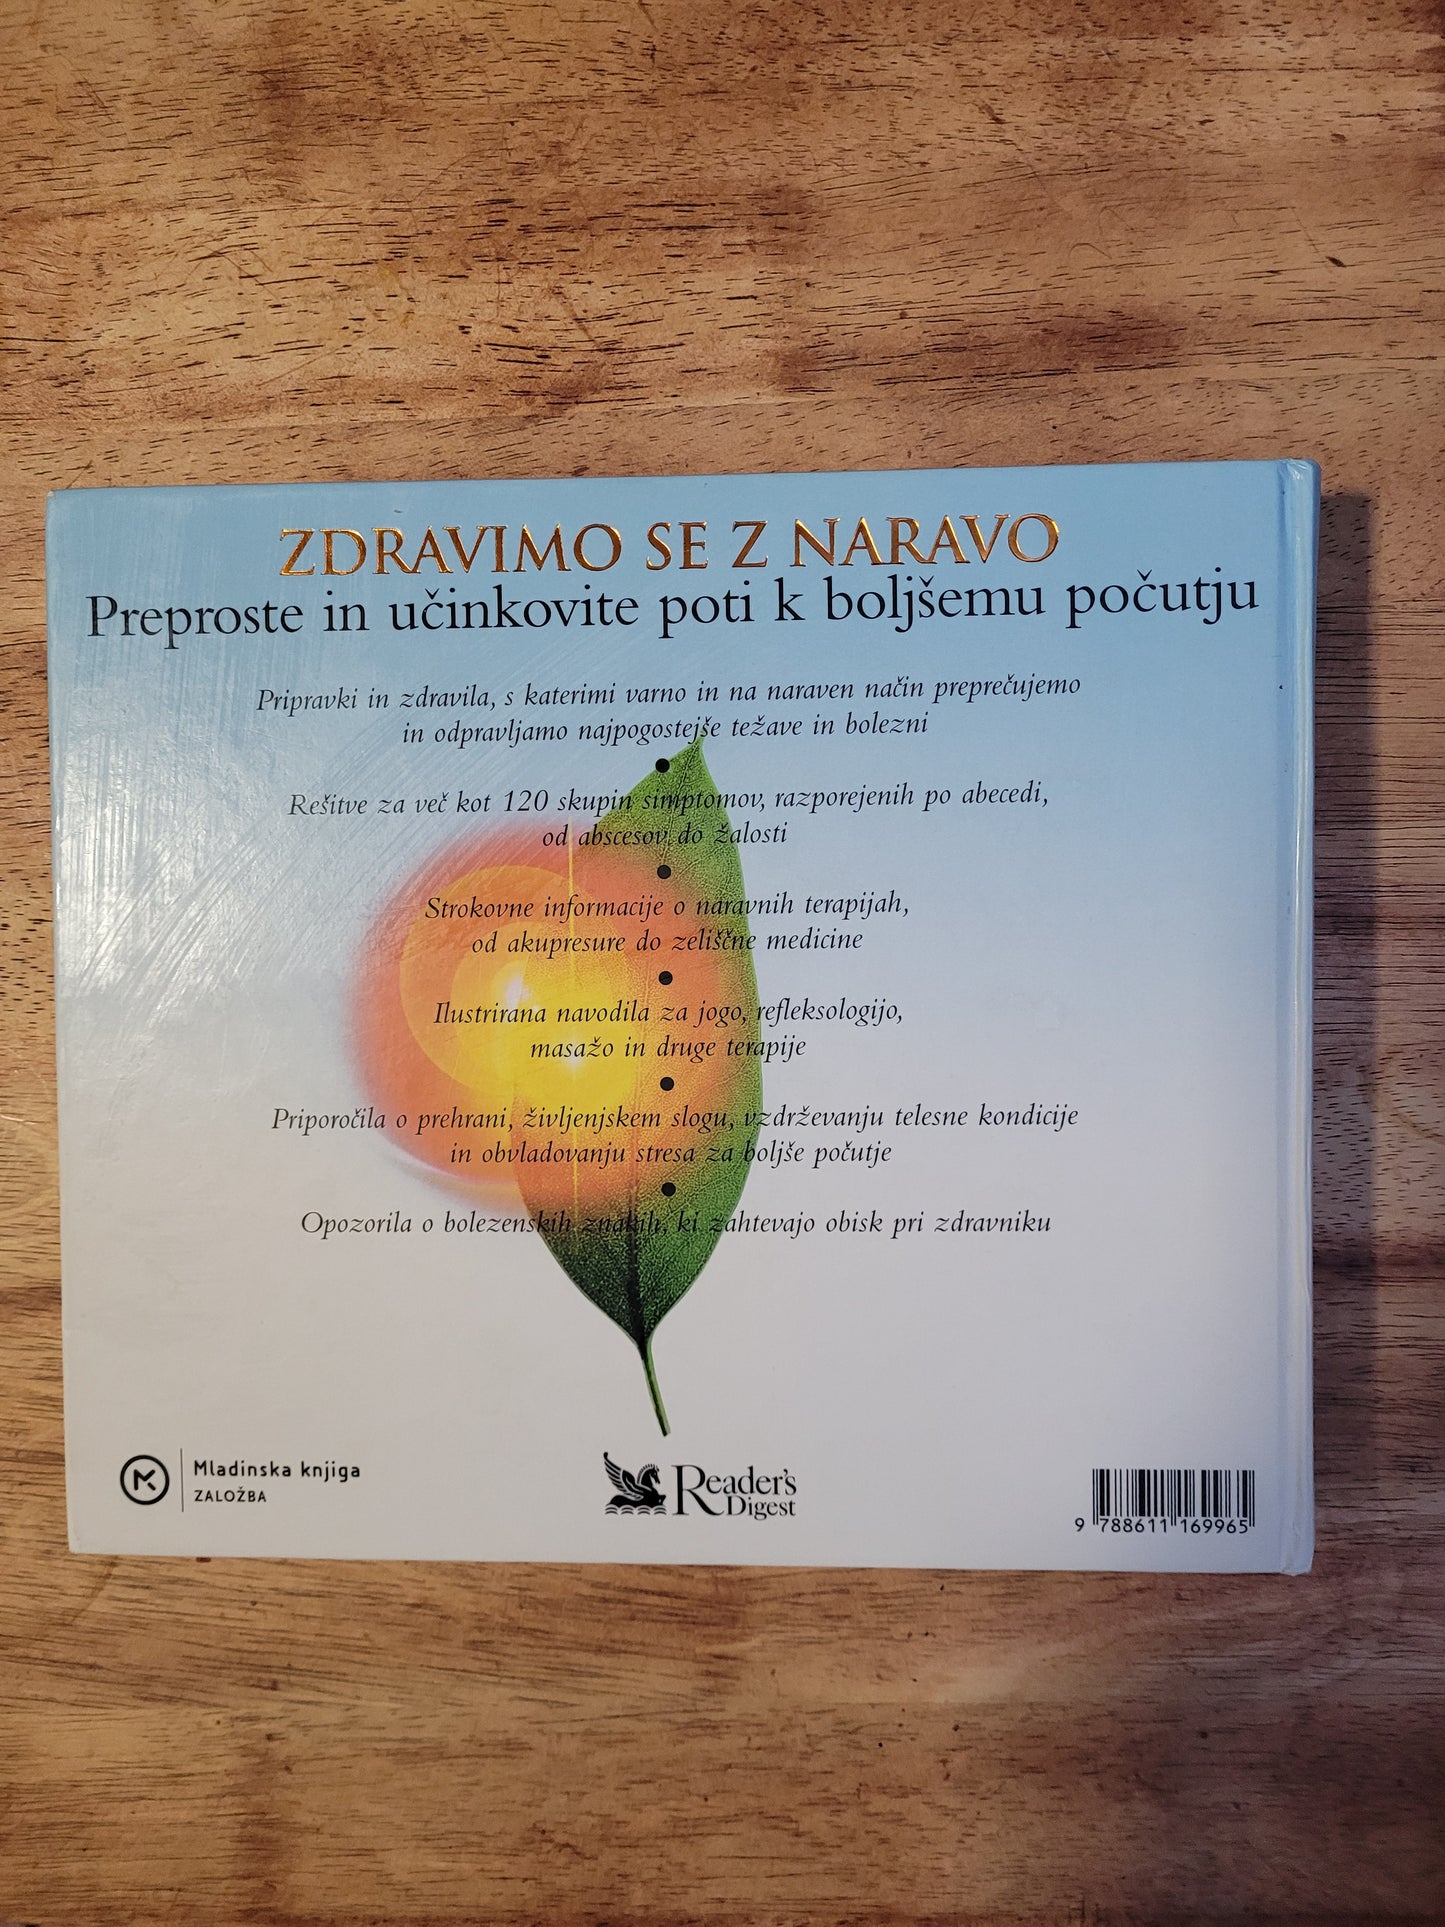 ZDRAVIMO SE Z NARAVO
Preproste in učinkovite poti k boljšemu počutju
Pripravki in zdravila, s katerimi varno in na naraven način preprečujemo
in odpravljamo najpogostejše težave in bolezni
•
Rešitve za več kot 120 skupin simptomov, razporejenih po abecedi,
od abscesov do žalosti
•
Strokovne informacije o naravnih terapijah,
od akupresure do zeliščne medicine
•
Ilustrirana navodila za jogo, refleksologijo,
masažo in druge terapije
•
Priporočila o prehrani, življenjskem slogu, vzdrževanju telesne kondicije
in obvladovanju stresa za boljše počutje
•
Opozorila o bolezenskih znakih, ki zahtevajo obisk pri zdravniku
Mladinska knjiga
ZALOŽBA
Reader's
Digest
9 788611 169965